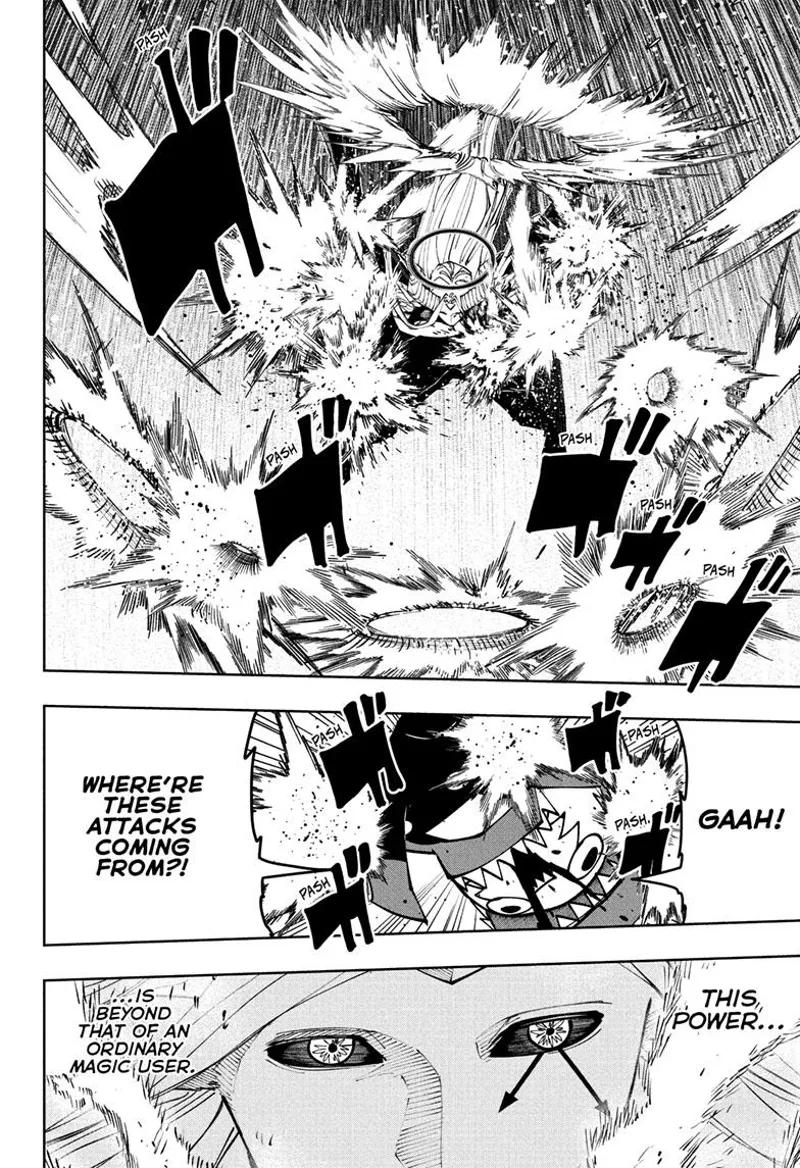 PASH
PASH
PASH.
PASH.
PASH.
PASH
GAAH!
PASH.
PASH.
PASH
PASH.
WHERE'RE
THESE
ATTACKS
COMING
FROM?!
THIS
POWER...
...IS
BEYOND
THAT OF AN
ORDINARY
MAGIC USER.